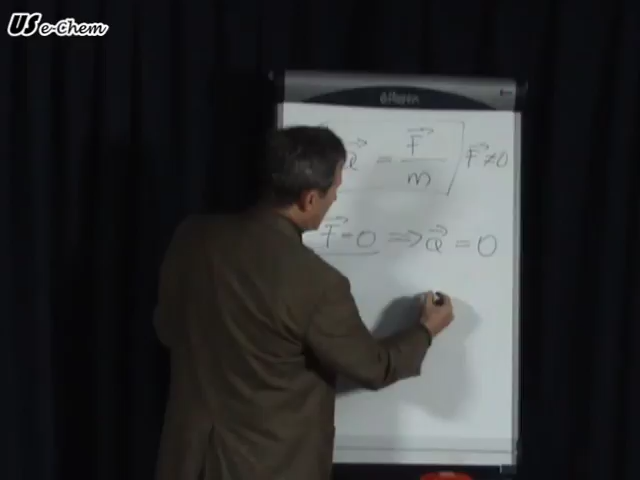 US e-Chem
a⃗ = F⃗/m F⃗ ≠ 0
F⃗ = 0 ⇒ a⃗ = 0